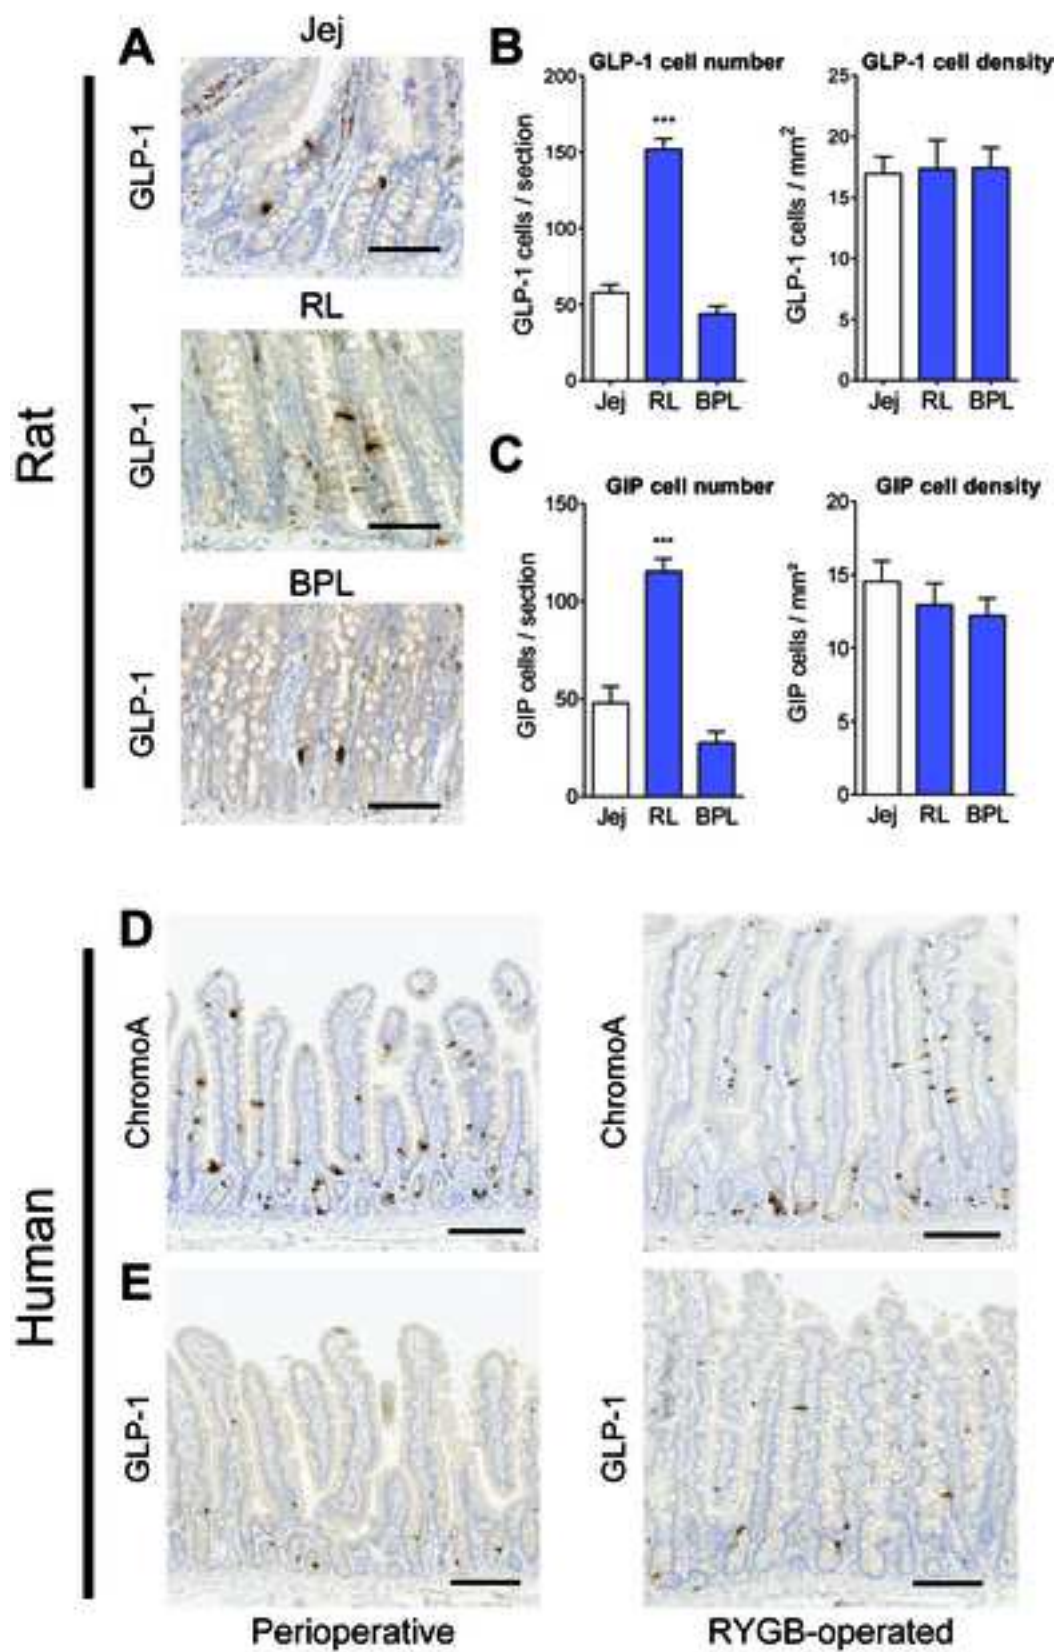 Rat
A
Jej
GLP-1
RL
GLP-1
BPL
GLP-1
B
GLP-1 cell number
GLP-1 cells / section
200
150
100
50
0
***
Jej RL BPL
GLP-1 cell density
GLP-1 cells / mm²
25
20
15
10
5
0
Jej RL BPL
C
GIP cell number
GIP cells / section
150
100
50
0
***
Jej RL BPL
GIP cell density
GIP cells / mm²
20
15
10
5
0
Jej RL BPL
Human
D
ChromoA
ChromoA
E
GLP-1
GLP-1
Perioperative
RYGB-operated